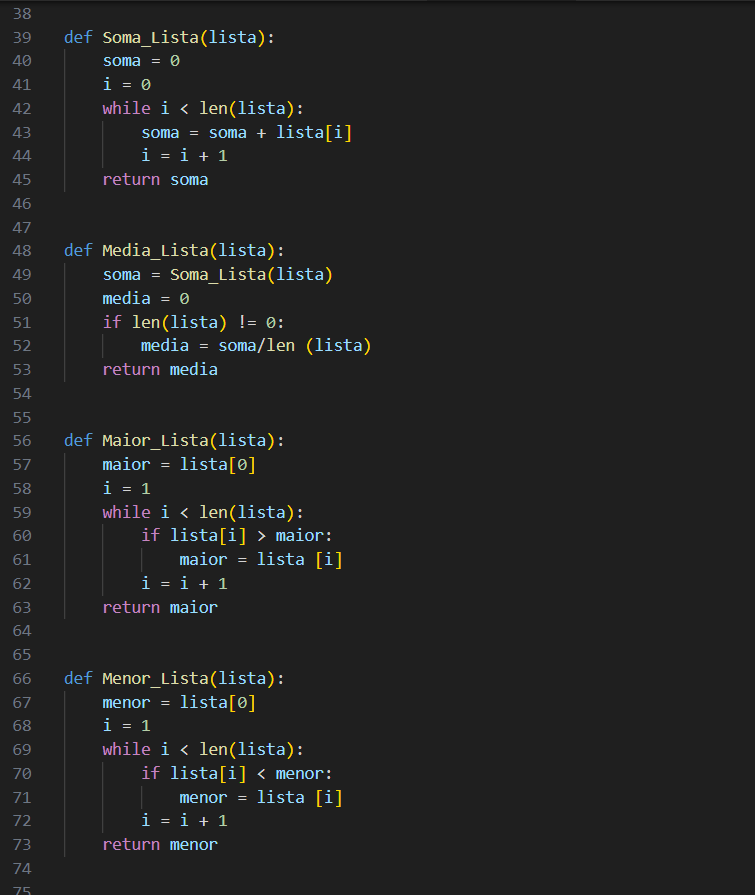 38
39 def Soma_Lista(lista):
40     soma = 0
41     i = 0
42     while i < len(lista):
43         soma = soma + lista[i]
44         i = i + 1
45     return soma
46
47
48 def Media_Lista(lista):
49     soma = Soma_Lista(lista)
50     media = 0
51     if len(lista) != 0:
52         media = soma/len (lista)
53     return media
54
55
56 def Maior_Lista(lista):
57     maior = lista[0]
58     i = 1
59     while i < len(lista):
60         if lista[i] > maior:
61             maior = lista [i]
62         i = i + 1
63     return maior
64
65
66 def Menor_Lista(lista):
67     menor = lista[0]
68     i = 1
69     while i < len(lista):
70         if lista[i] < menor:
71             menor = lista [i]
72         i = i + 1
73     return menor
74
75